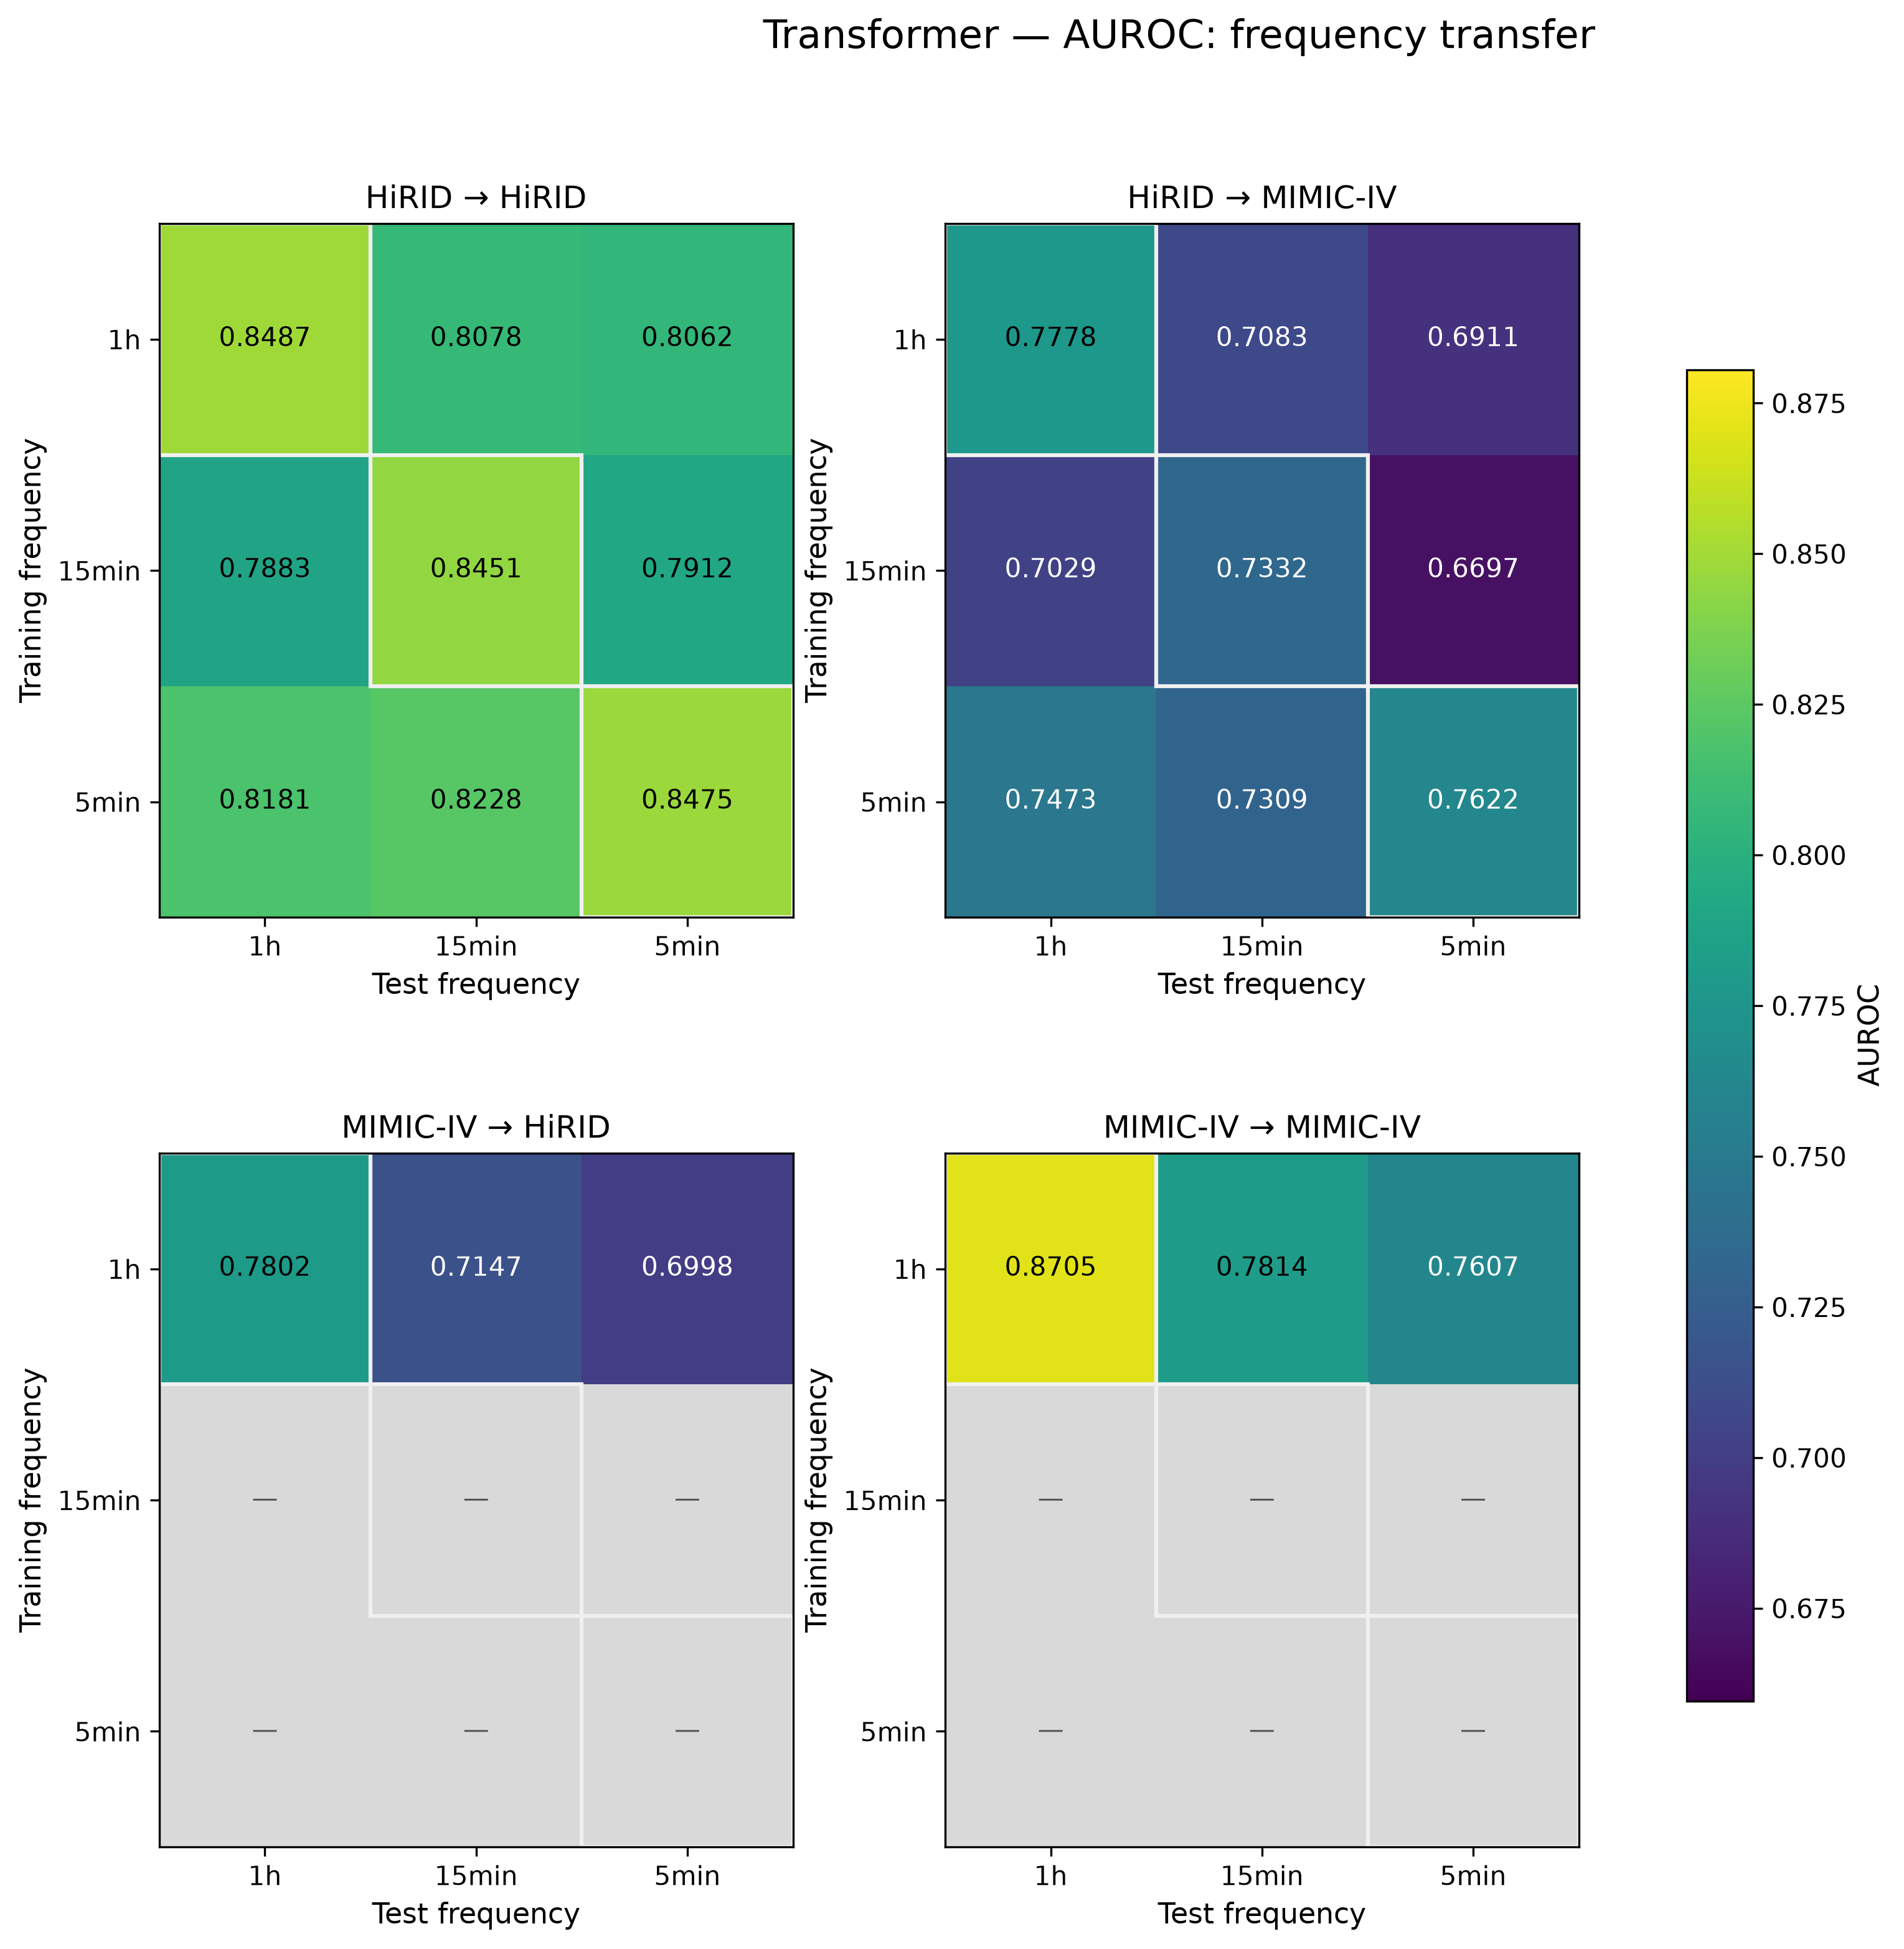 Transformer — AUROC: frequency transfer
HiRID → HiRID
Training frequency
1h
0.8487 0.8078 0.8062
15min
0.7883 0.8451 0.7912
5min
0.8181 0.8228 0.8475
1h 15min 5min
Test frequency
HiRID → MIMIC-IV
Training frequency
1h
0.7778 0.7083 0.6911
15min
0.7029 0.7332 0.6697
5min
0.7473 0.7309 0.7622
1h 15min 5min
Test frequency
MIMIC-IV → HiRID
Training frequency
1h
0.7802 0.7147 0.6998
15min
— — —
5min
— — —
1h 15min 5min
Test frequency
MIMIC-IV → MIMIC-IV
Training frequency
1h
0.8705 0.7814 0.7607
15min
— — —
5min
— — —
1h 15min 5min
Test frequency
0.875
0.850
0.825
0.800
0.775
0.750
0.725
0.700
0.675
AUROC